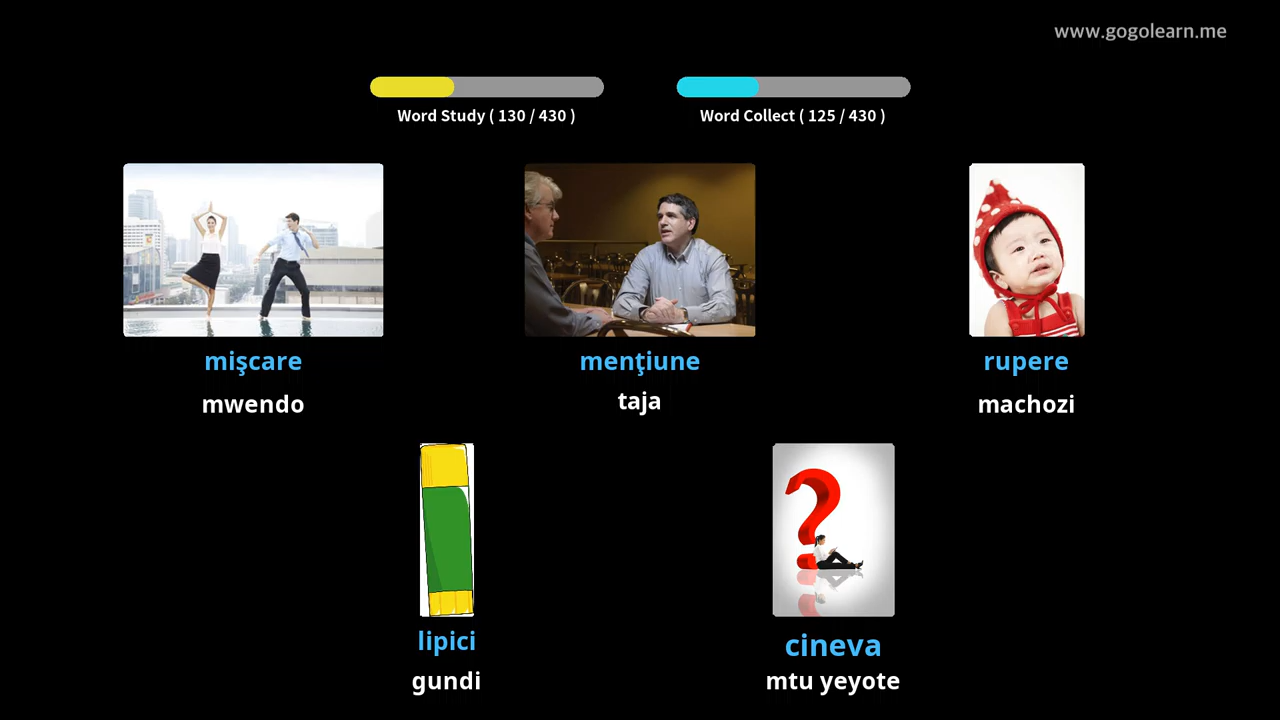 www.gogolearn.me
Word Study ( 130 / 430 )
Word Collect ( 125 / 430 )
mişcare
menţiune
rupere
mwendo
taja
machozi
lipici
cineva
gundi
mtu yeyote